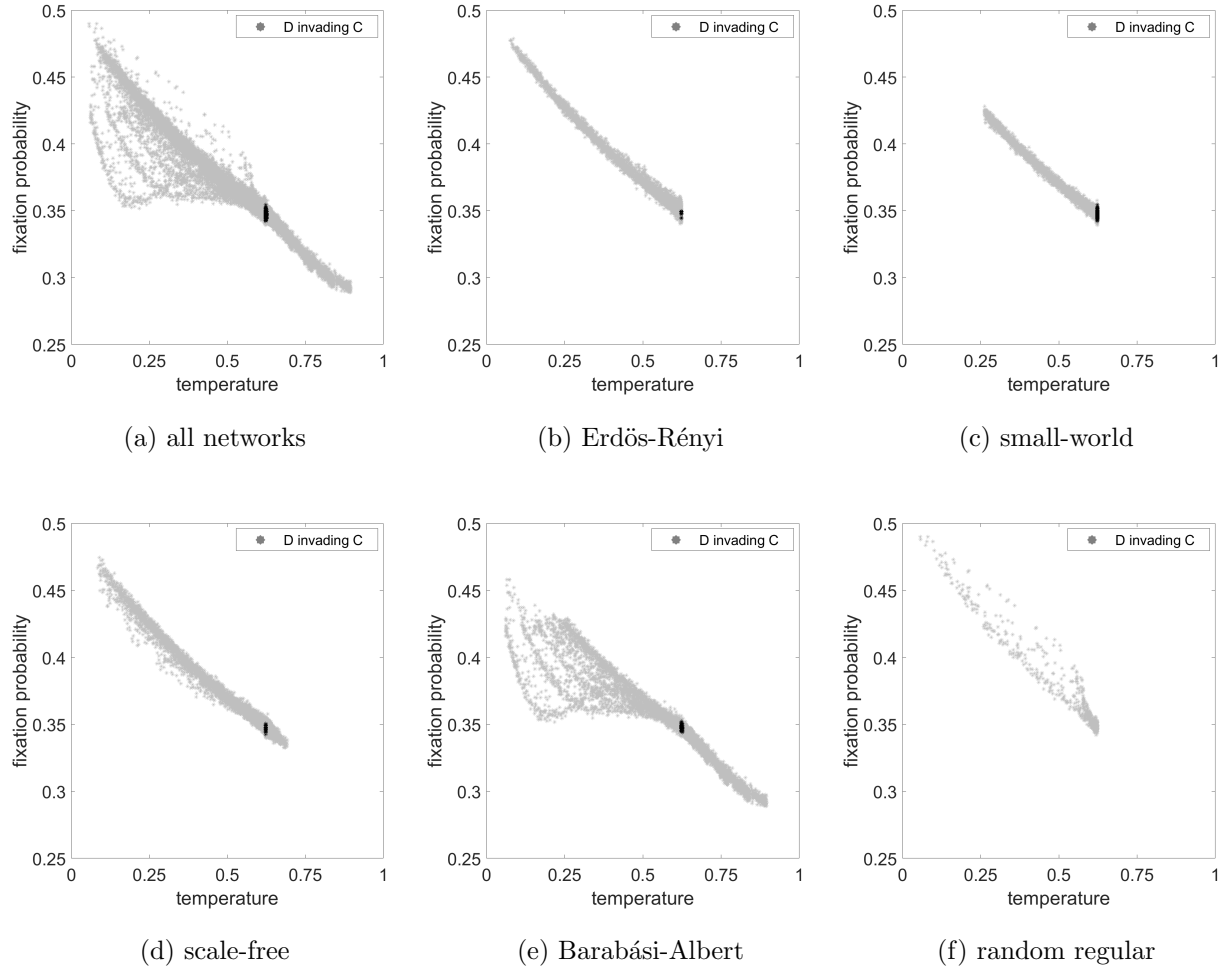 0.5
0.45
0.4
0.35
0.3
0.25
fixation probability
D invading C
0 0.25 0.5 0.75 1
temperature
(a) all networks
0.5
0.45
0.4
0.35
0.3
0.25
fixation probability
D invading C
0 0.25 0.5 0.75 1
temperature
(b) Erdös-Rényi
0.5
0.45
0.4
0.35
0.3
0.25
fixation probability
D invading C
0 0.25 0.5 0.75 1
temperature
(c) small-world
0.5
0.45
0.4
0.35
0.3
0.25
fixation probability
D invading C
0 0.25 0.5 0.75 1
temperature
(d) scale-free
0.5
0.45
0.4
0.35
0.3
0.25
fixation probability
D invading C
0 0.25 0.5 0.75 1
temperature
(e) Barabási-Albert
0.5
0.45
0.4
0.35
0.3
0.25
fixation probability
D invading C
0 0.25 0.5 0.75 1
temperature
(f) random regular